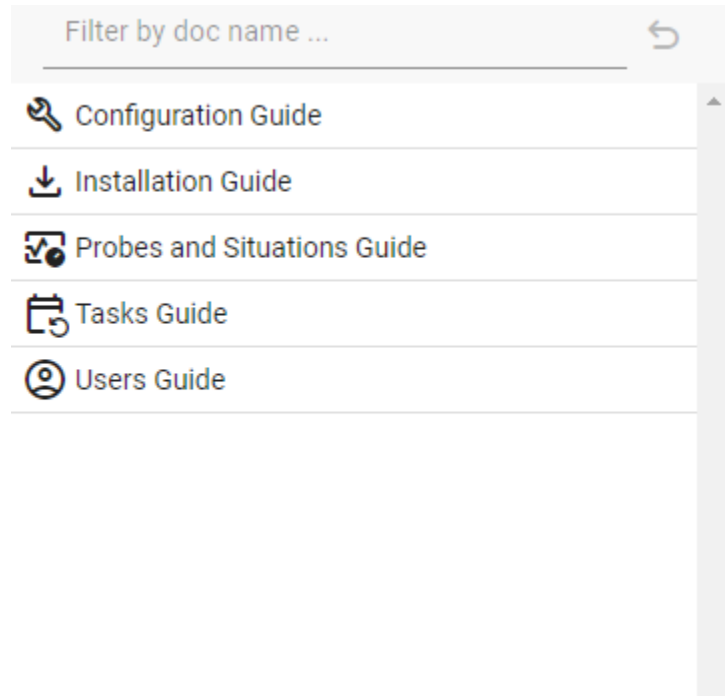 Filter by doc name ...
Configuration Guide
Installation Guide
Probes and Situations Guide
Tasks Guide
Users Guide